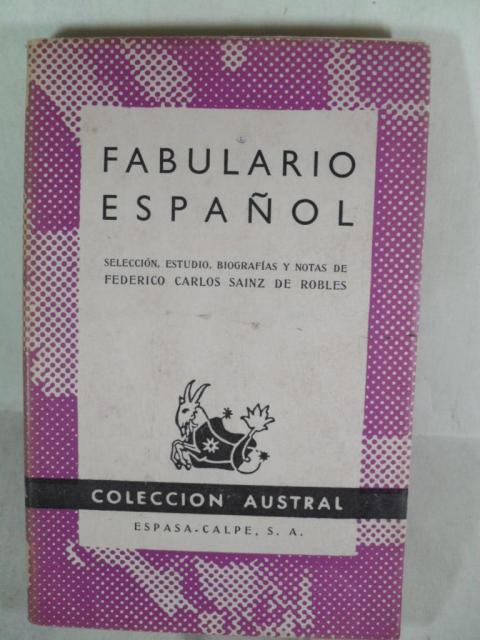 FABULARIO
ESPAÑOL
SELECCIÓN, ESTUDIO, BIOGRAFÍAS Y NOTAS DE
FEDERICO CARLOS SAINZ DE ROBLES
COLECCION AUSTRAL
ESPASA-CALPE, S. A.